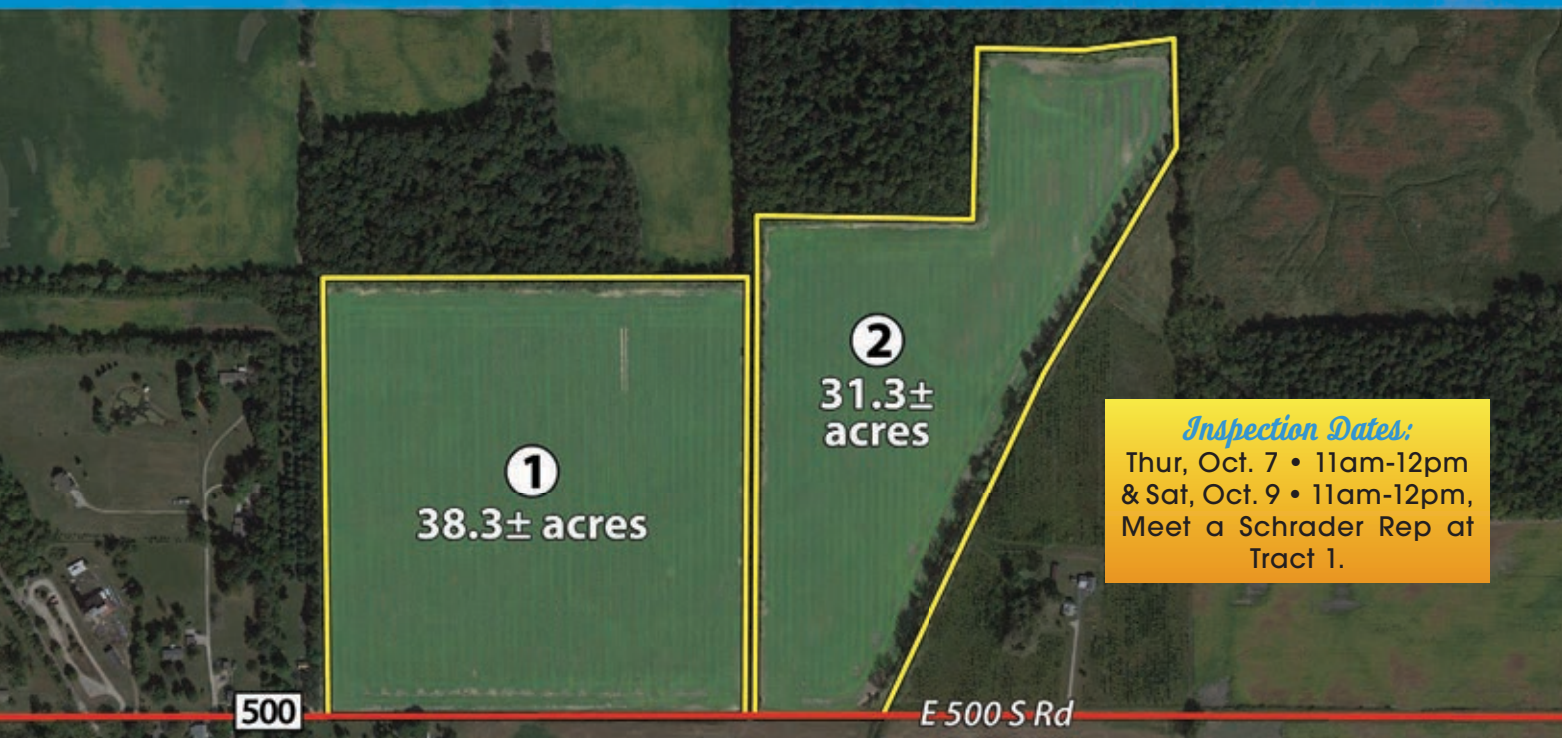 1
38.3± acres
2
31.3±
acres
Inspection Dates:
Thur, Oct. 7 • 11am-12pm
& Sat, Oct. 9 • 11am-12pm,
Meet a Schrader Rep at
Tract 1.
500
E 500 S Rd